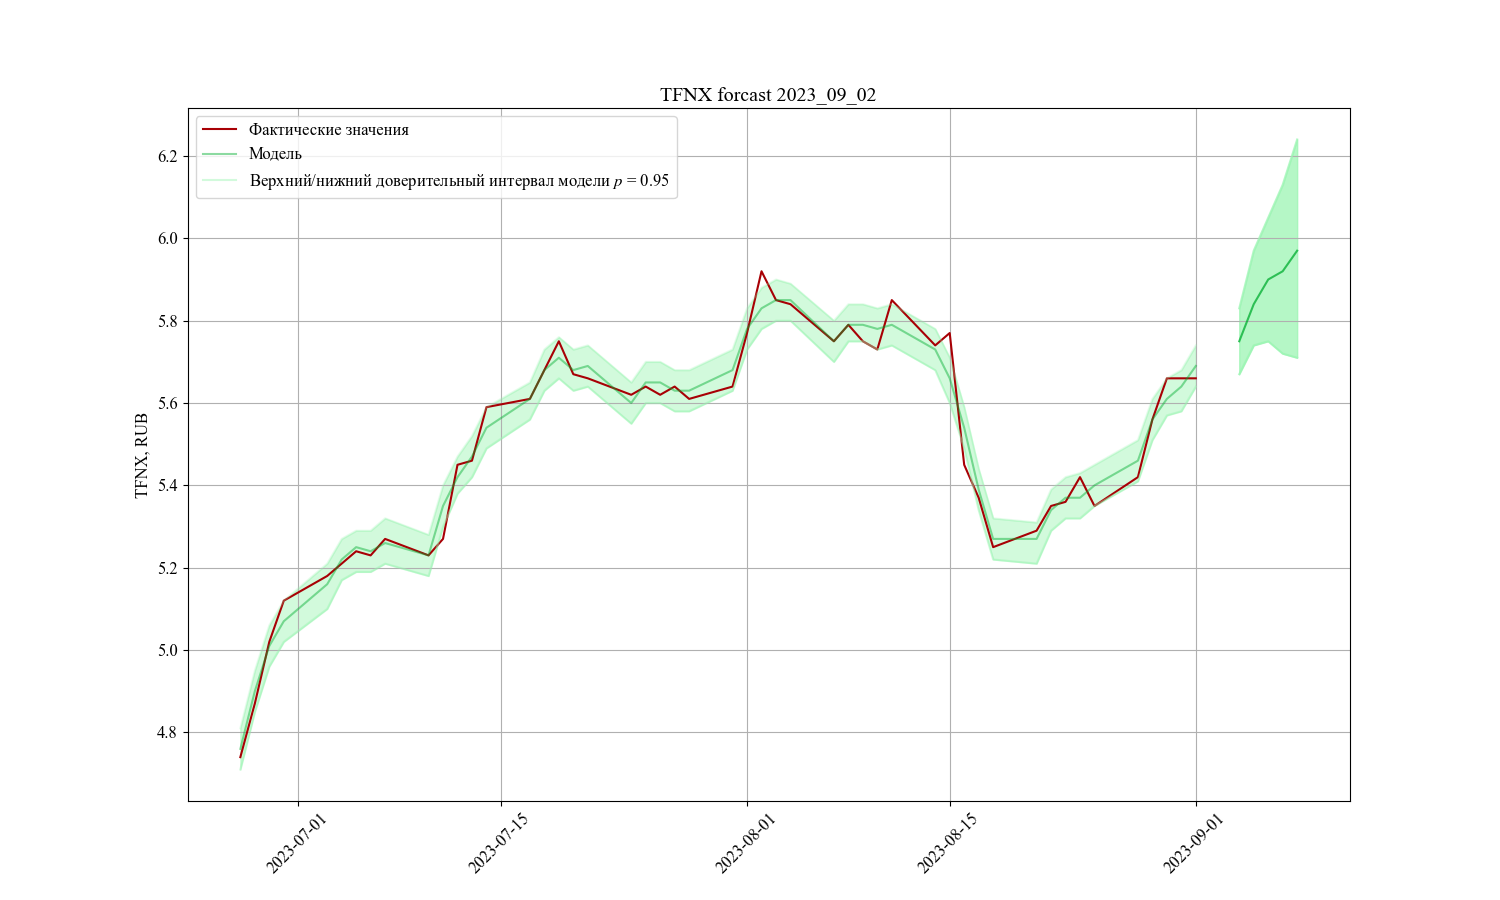 TFNX forcast 2023_09_02
Фактические значения
Модель
Верхний/нижний доверительный интервал модели p = 0.95
TFNX, RUB
6.2
6.0
5.8
5.6
5.4
5.2
5.0
4.8
2023-07-01
2023-07-15
2023-08-01
2023-08-15
2023-09-01